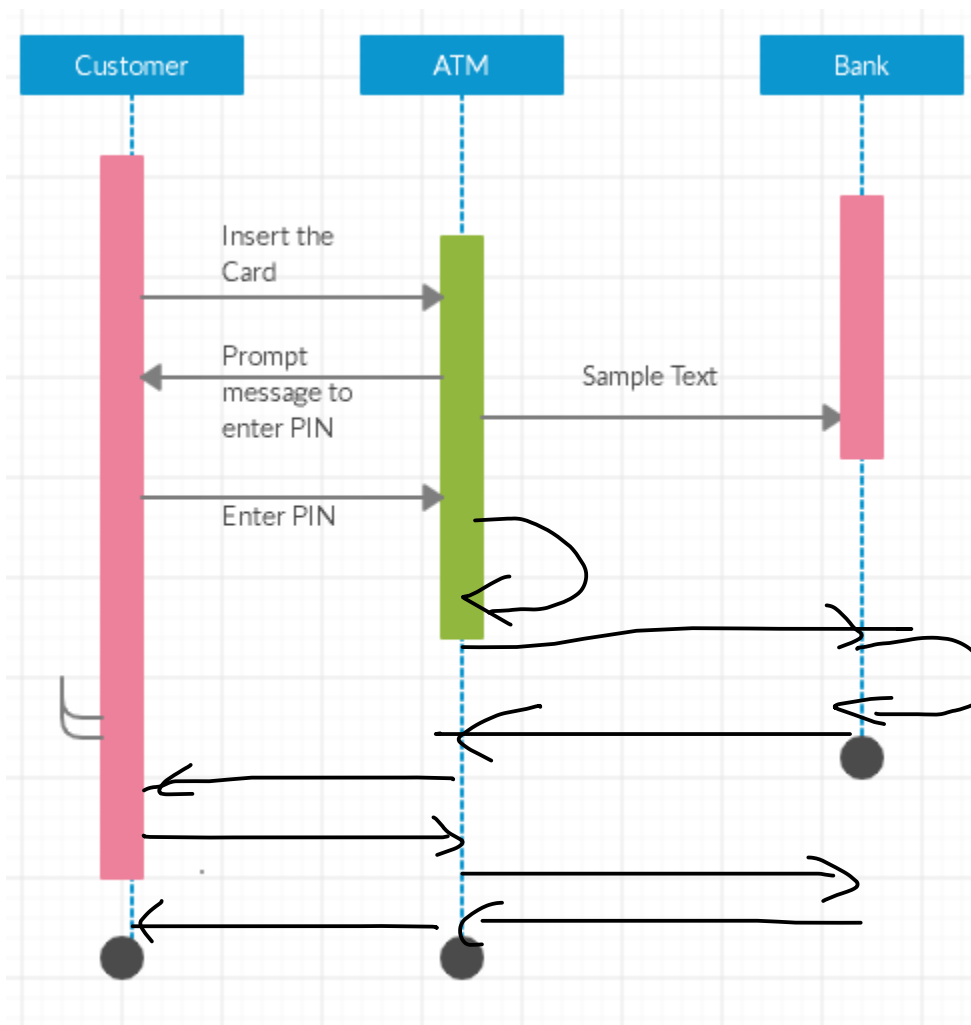 Customer
ATM
Bank
Insert the
Card
Prompt
message to
enter PIN
Sample Text
Enter PIN